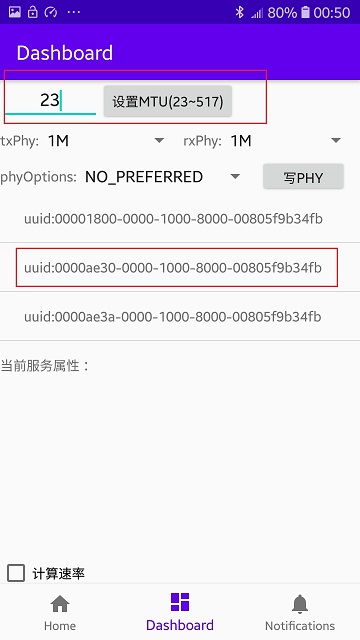 80% 00:50
Dashboard
23 设置MTU(23~517)
txPhy: 1M rxPhy: 1M
phyOptions: NO_PREFERRED 写PHY
uuid:00001800-0000-1000-8000-00805f9b34fb
uuid:0000ae30-0000-1000-8000-00805f9b34fb
uuid:0000ae3a-0000-1000-8000-00805f9b34fb
当前服务属性：
计算速率
Home Dashboard Notifications